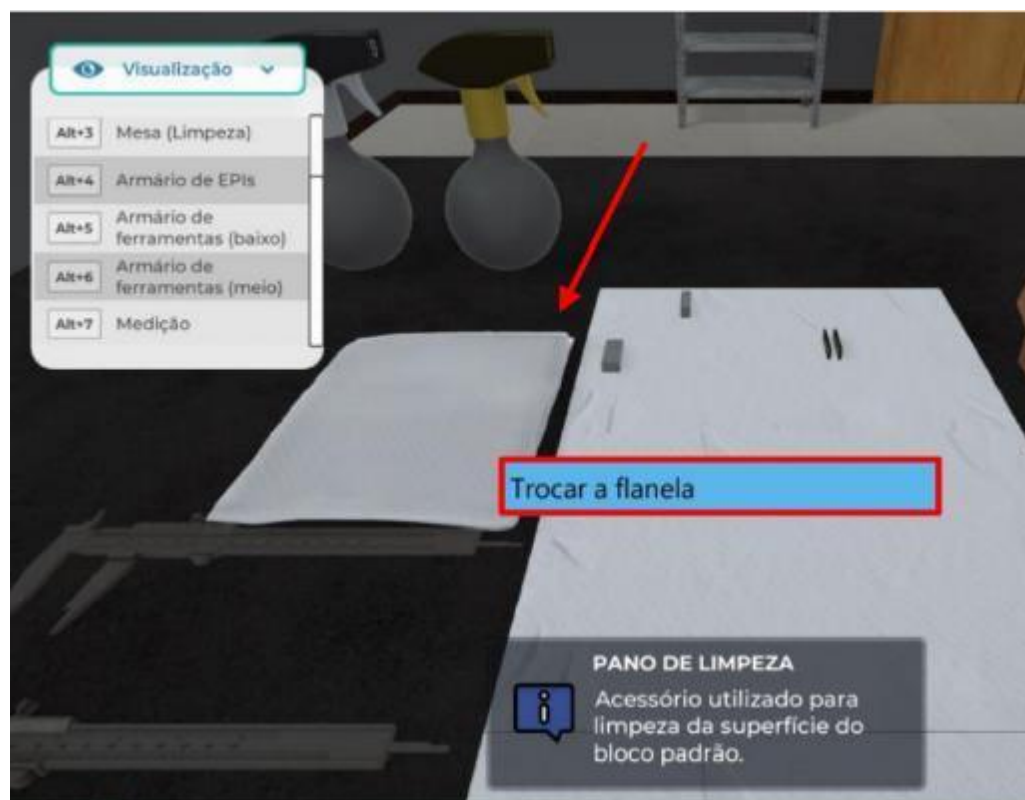 Visualização
Alt+3 Mesa (Limpeza)
Alt+4 Armário de EPIs
Alt+5 Armário de
ferramentas (baixo)
Alt+6 Armário de
ferramentas (meio)
Alt+7 Medição
Trocar a flanela
PANO DE LIMPEZA
Acessório utilizado para
limpeza da superfície do
bloco padrão.